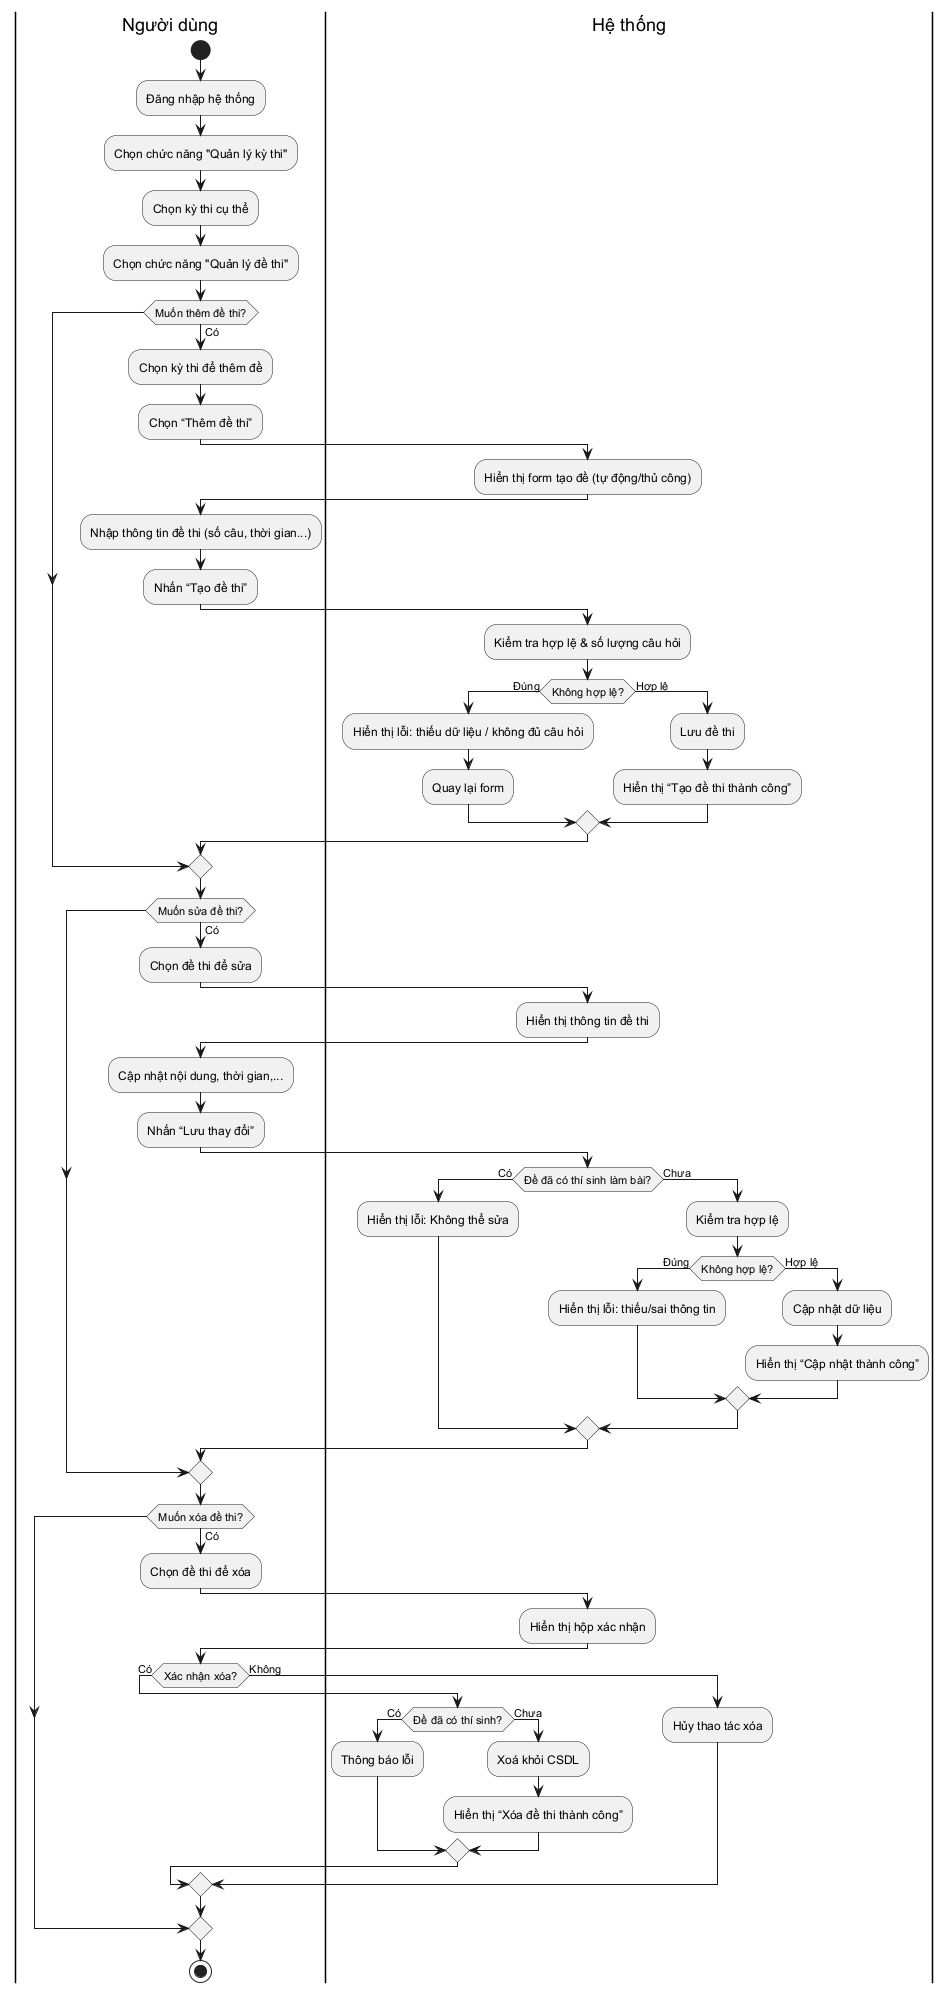 Người dùng
Hệ thống
Đăng nhập hệ thống
Chọn chức năng "Quản lý kỳ thi"
Chọn kỳ thi cụ thể
Chọn chức năng "Quản lý đề thi"
Muốn thêm đề thi?
Có
Chọn kỳ thi để thêm đề
Chọn “Thêm đề thi”
Hiển thị form tạo đề (tự động/thủ công)
Nhập thông tin đề thi (số câu, thời gian...)
Nhấn “Tạo đề thi”
Kiểm tra hợp lệ & số lượng câu hỏi
Đúng
Không hợp lệ?
Hợp lệ
Hiển thị lỗi: thiếu dữ liệu / không đủ câu hỏi
Lưu đề thi
Quay lại form
Hiển thị “Tạo đề thi thành công”
Muốn sửa đề thi?
Có
Chọn đề thi để sửa
Hiển thị thông tin đề thi
Cập nhật nội dung, thời gian,...
Nhấn “Lưu thay đổi”
Có
Đề đã có thí sinh làm bài?
Chưa
Hiển thị lỗi: Không thể sửa
Kiểm tra hợp lệ
Đúng
Không hợp lệ?
Hợp lệ
Hiển thị lỗi: thiếu/sai thông tin
Cập nhật dữ liệu
Hiển thị “Cập nhật thành công”
Muốn xóa đề thi?
Có
Chọn đề thi để xóa
Hiển thị hộp xác nhận
Có
Xác nhận xóa?
Không
Có
Đề đã có thí sinh?
Chưa
Hủy thao tác xóa
Thông báo lỗi
Xoá khỏi CSDL
Hiển thị “Xóa đề thi thành công”